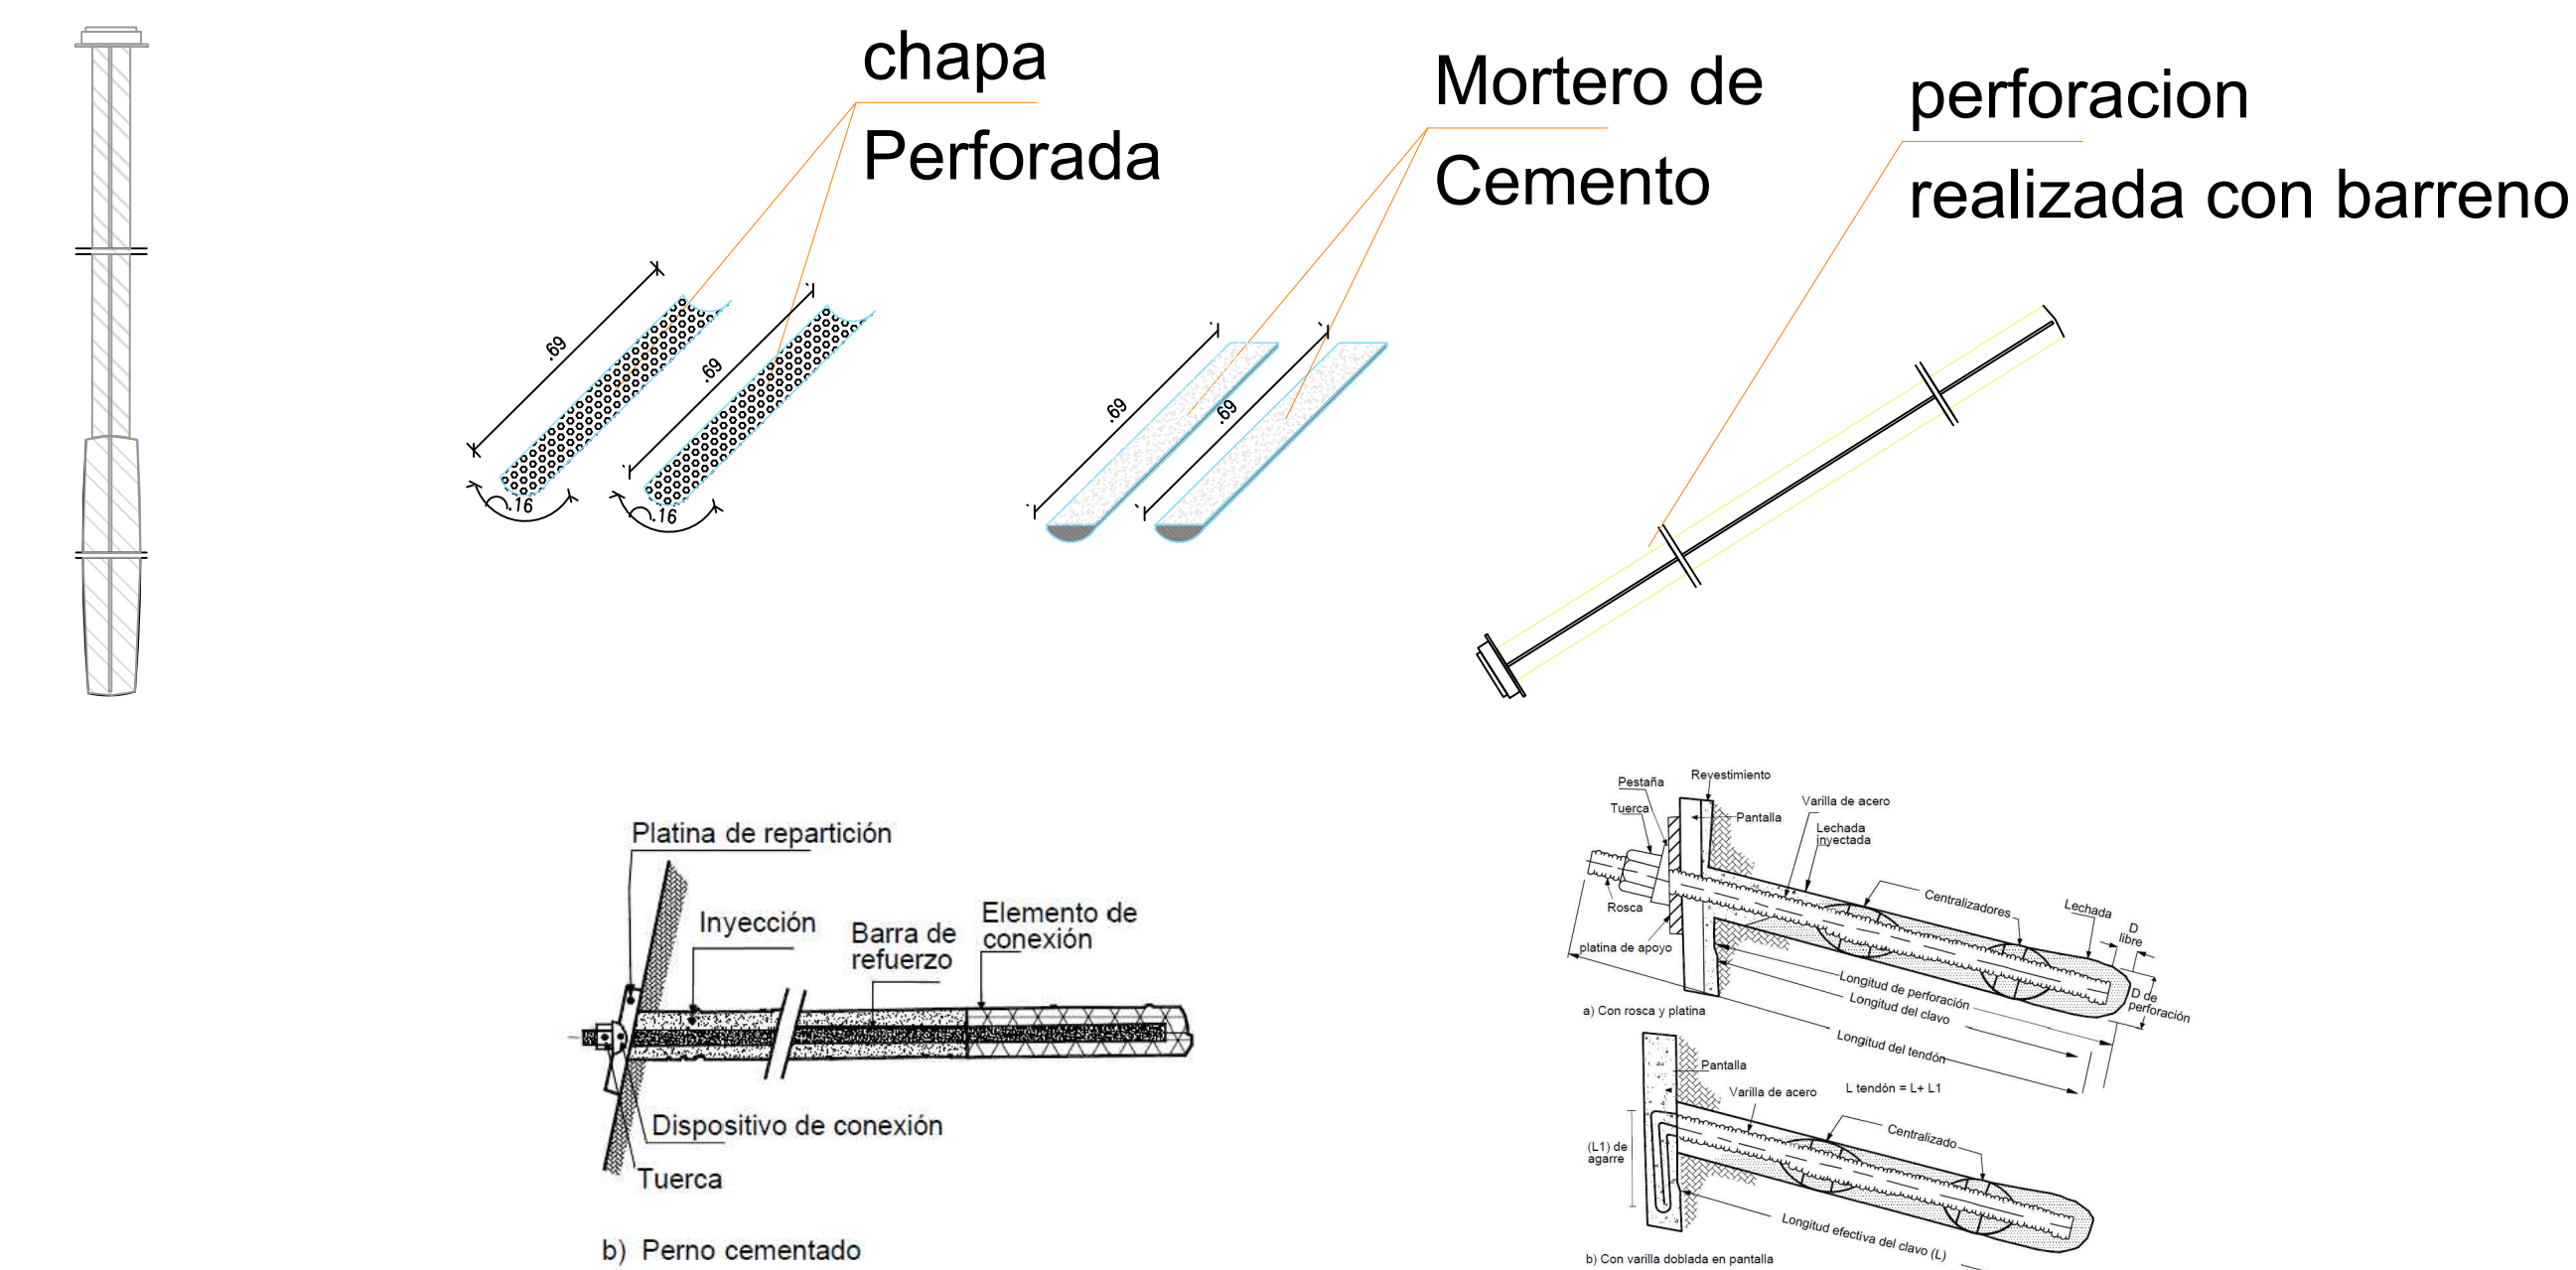 chapa
Perforada
Mortero de
Cemento
perforacion
realizada con barreno
.69
.69
.16
.16
.69
.69
Platina de repartición
Inyección
Barra de
refuerzo
Elemento de
conexión
Dispositivo de conexión
Tuerca
b) Perno cementado
Pestaña
Revestimiento
Tuerca
Pantalla
Varilla de acero
Lechada
inyectada
Centralizadores
Lechada
D
libre
Rosca
platina de apoyo
D de
perforación
Longitud de perforación
Longitud del clavo
a) Con rosca y platina
Longitud del tendón
Pantalla
Varilla de acero
L tendón = L+ L1
Centralizado
(L1) de
agarre
Longitud efectiva del clavo (L)
b) Con varilla doblada en pantalla